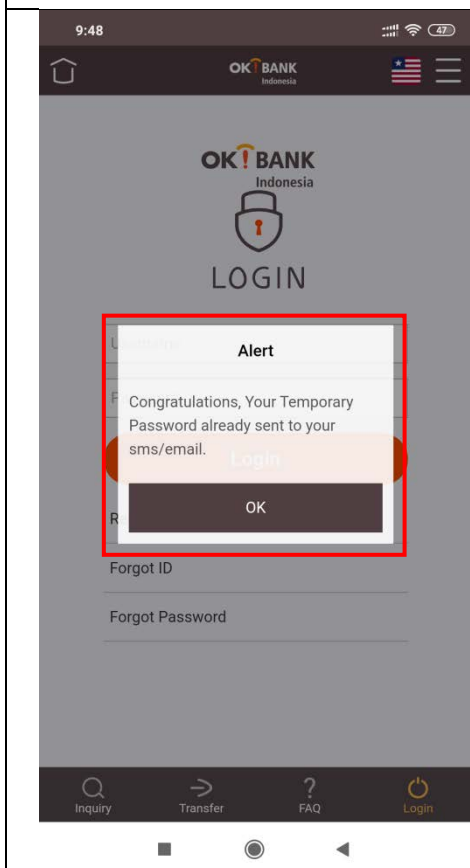 9:48
47
OK! BANK
Indonesia
OK! BANK
Indonesia
LOGIN
Alert
Congratulations, Your Temporary
Password already sent to your
sms/email.
Login
OK
R
Forgot ID
Forgot Password
Inquiry
Transfer
FAQ
Login